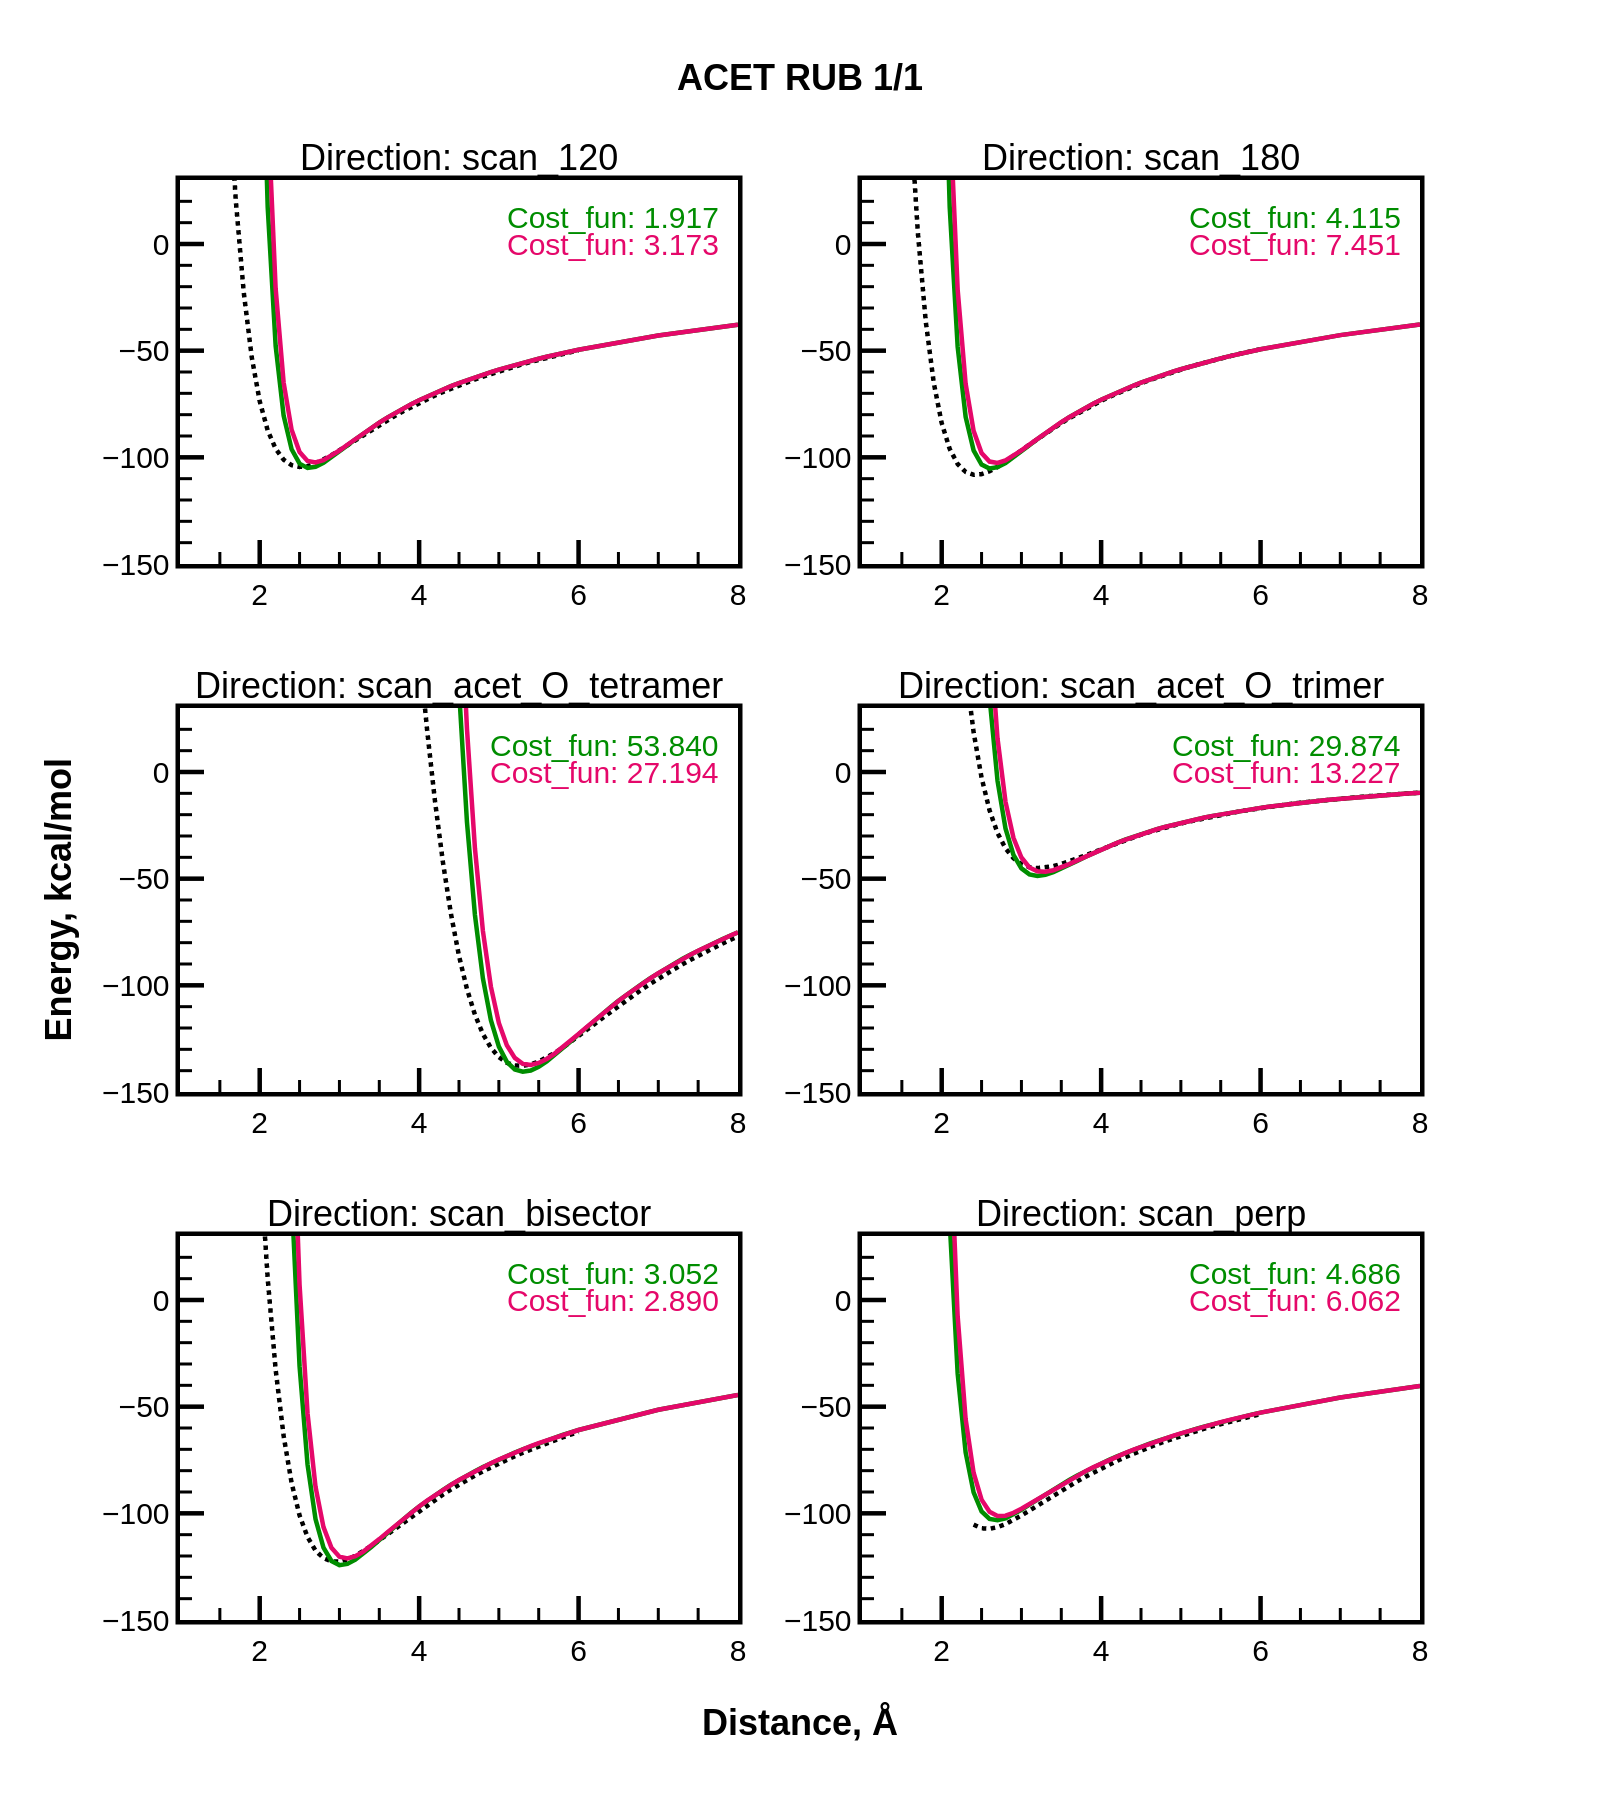 ACET RUB 1/1
Direction: scan_120
Direction: scan_180
Cost_fun: 1.917
Cost_fun: 3.173
Cost_fun: 4.115
Cost_fun: 7.451
0
−50
−100
−150
2 4 6 8
0
−50
−100
−150
2 4 6 8
Direction: scan_acet_O_tetramer
Direction: scan_acet_O_trimer
Cost_fun: 53.840
Cost_fun: 27.194
Cost_fun: 29.874
Cost_fun: 13.227
Energy, kcal/mol
0
−50
−100
−150
2 4 6 8
0
−50
−100
−150
2 4 6 8
Direction: scan_bisector
Direction: scan_perp
Cost_fun: 3.052
Cost_fun: 2.890
Cost_fun: 4.686
Cost_fun: 6.062
0
−50
−100
−150
2 4 6 8
0
−50
−100
−150
2 4 6 8
Distance, Å